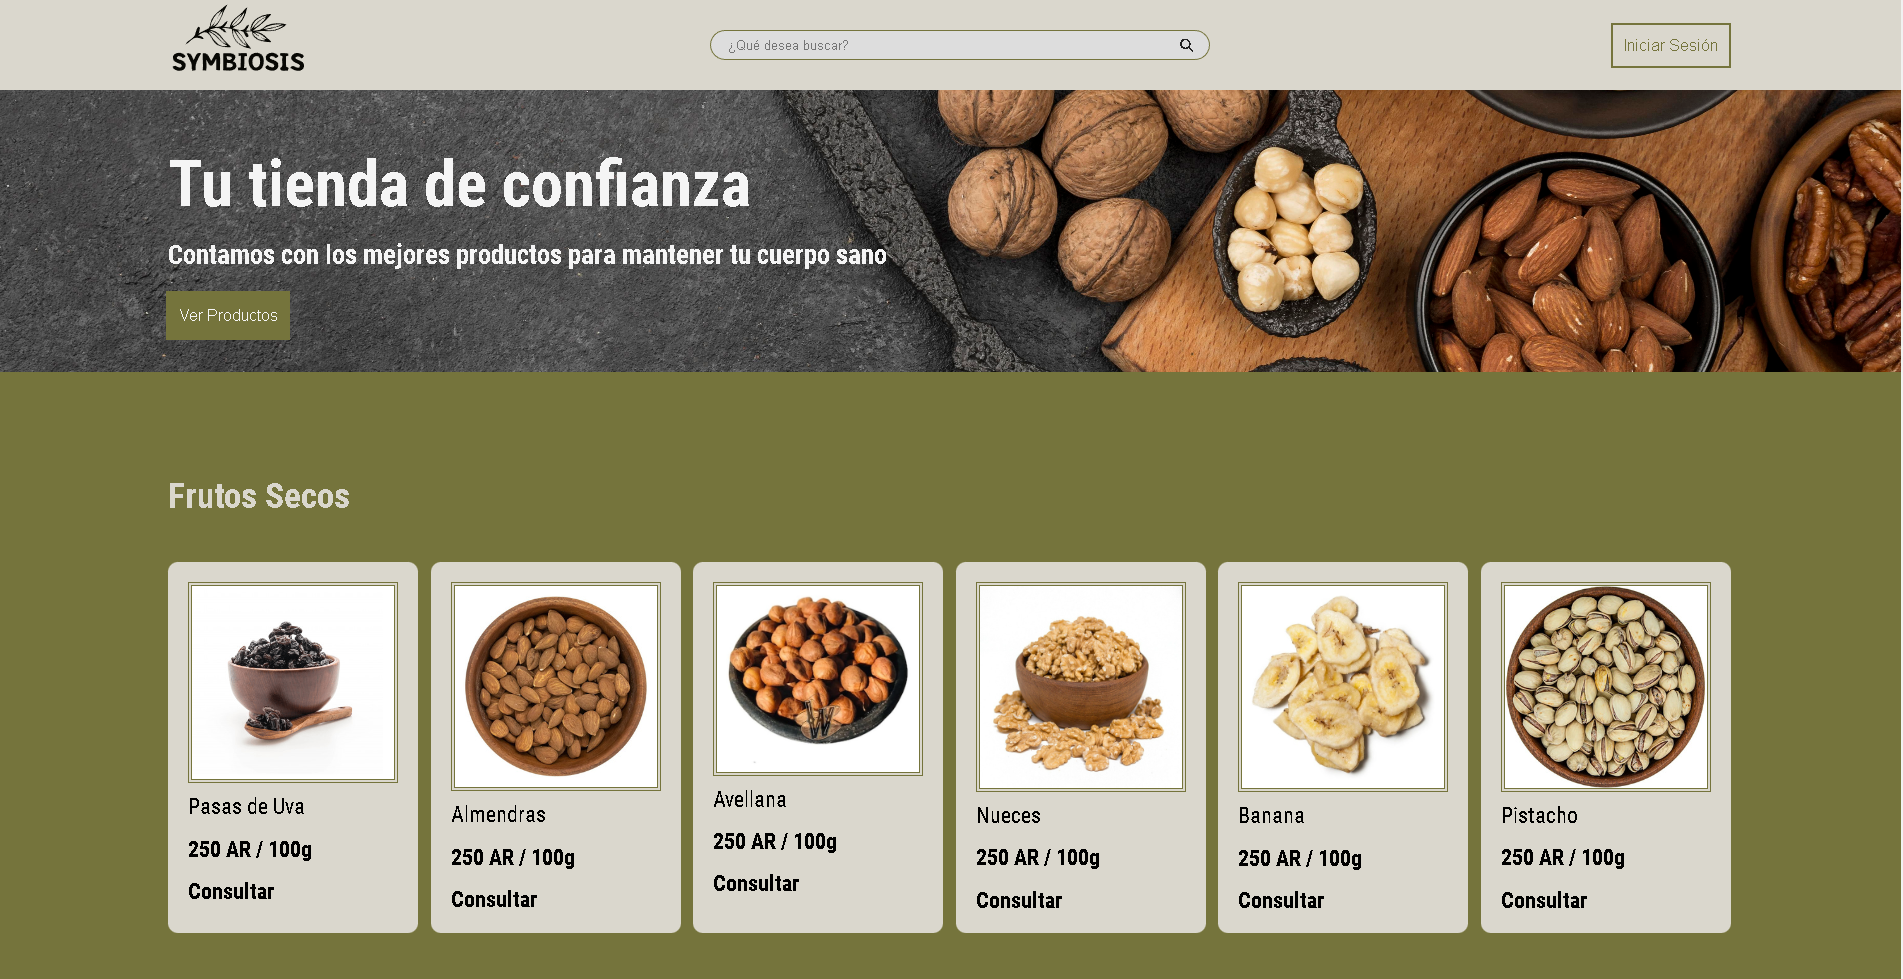 SYMBIOSIS
¿Qué desea buscar?
Iniciar Sesión
Tu tienda de confianza
Contamos con los mejores productos para mantener tu cuerpo sano
Ver Productos
Frutos Secos
Pasas de Uva
250 AR / 100g
Consultar
Almendras
250 AR / 100g
Consultar
Avellana
250 AR / 100g
Consultar
Nueces
250 AR / 100g
Consultar
Banana
250 AR / 100g
Consultar
Pistacho
250 AR / 100g
Consultar